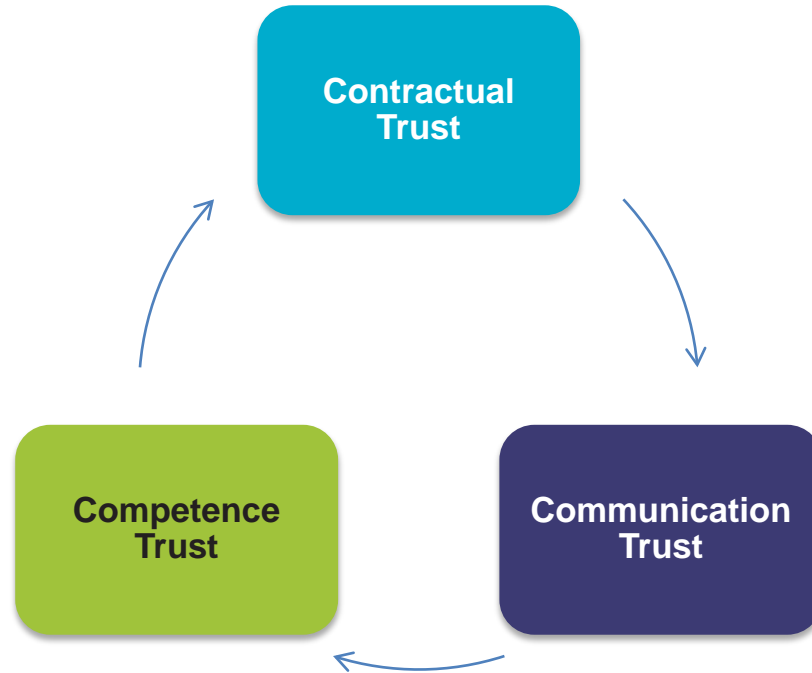 Contractual
Trust
Competence
Trust
Communication
Trust